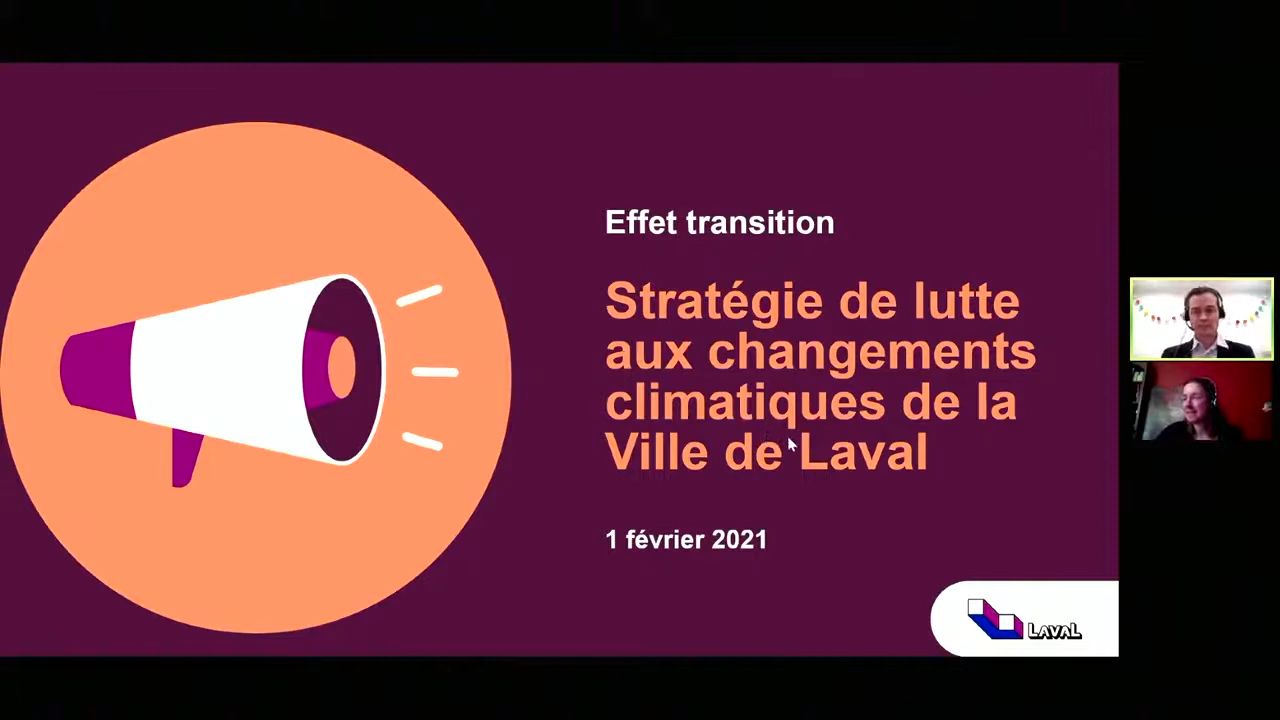 Effet transition
Stratégie de lutte
aux changements
climatiques de la
Ville de Laval
1 février 2021
LAVAL